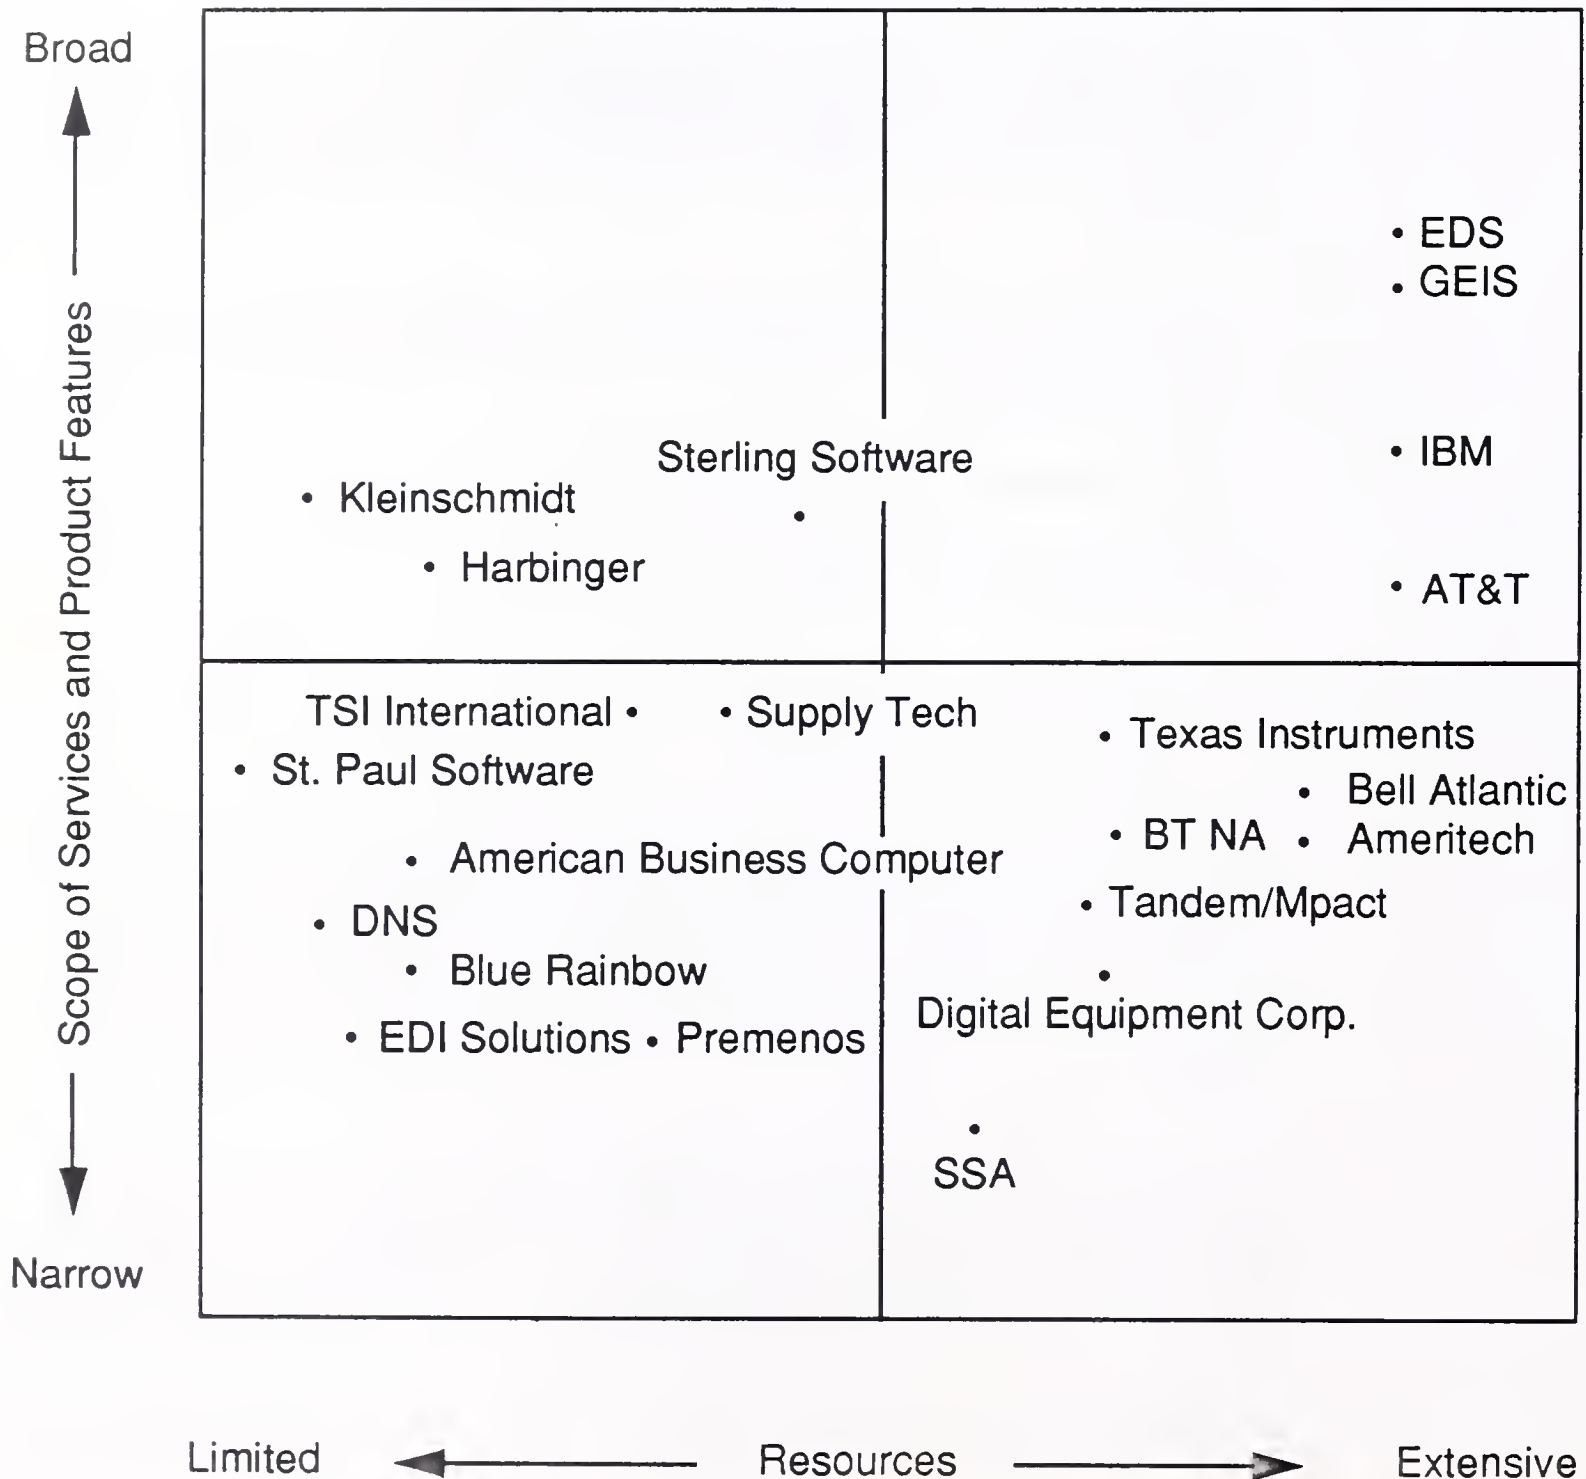 Broad
• EDS
• GEIS
Sterling Software
• IBM
• Kleinschmidt
• Harbinger
• AT&T
Scope of Services and Product Features
TSI International •
• Supply Tech
• Texas Instruments
• St. Paul Software
• Bell Atlantic
• BT NA
• Ameritech
• American Business Computer
• Tandem/Mpact
• DNS
• Blue Rainbow
Digital Equipment Corp.
• EDI Solutions
• Premenos
SSA
Narrow
Limited
Resources
Extensive